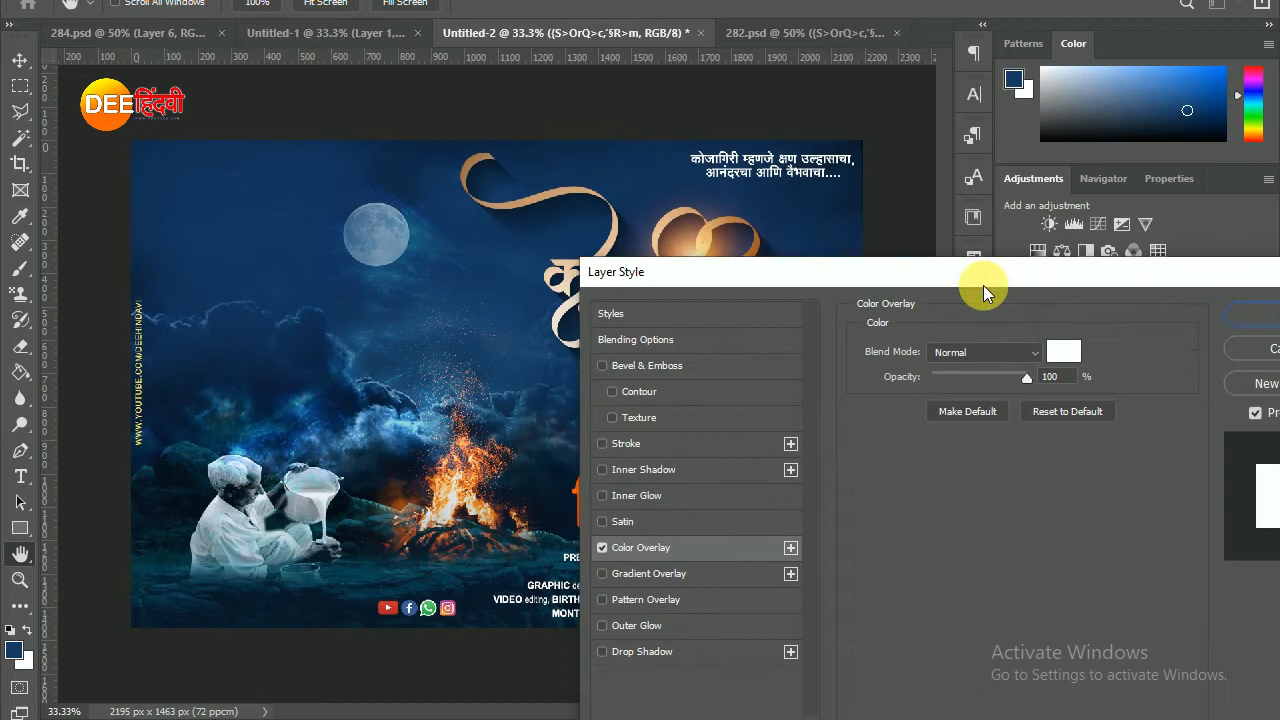 Scroll All Windows
100%
Fit Screen
Fill Screen
284.psd @ 50% (Layer 6, RG...
Untitled-1 @ 33.3% (Layer 1,...
Untitled-2 @ 33.3% ((S>OrQ>c,'§R>m, RGB/8) *
282.psd @ 50% ((S>OrQ>c,'§...
200 100 0 100 200 300 400 500 600 700 800 900 1000 1100 1200 1300 1400 1500 1600 1700 1800 1900 2000 2100 2200 2300
DEE हिंदवी
कोजागिरी म्हणजे क्षण उल्हासाचा,
आनंदरचा आणि वैभवाचा....
WWW.YOUTUBE.COM/DEEHINDAVI
GRAPHIC
VIDEO editing, BIRTH
MONT
Patterns
Color
Adjustments
Navigator
Properties
Add an adjustment
Layer Style
Styles
Blending Options
Bevel & Emboss
Contour
Texture
Stroke
Inner Shadow
Inner Glow
Satin
Color Overlay
Gradient Overlay
Pattern Overlay
Outer Glow
Drop Shadow
Color Overlay
Color
Blend Mode:
Normal
Opacity:
100
%
Make Default
Reset to Default
Ca
New
Pr
Activate Windows
Go to Settings to activate Windows.
33.33%
2195 px x 1463 px (72 ppcm)